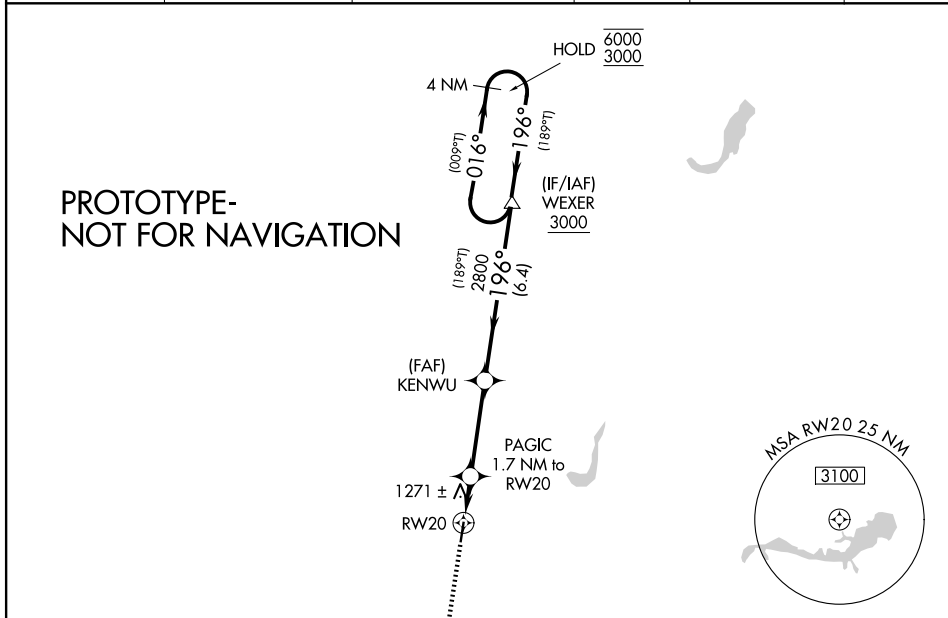 HOLD 6000
3000
4 NM
(009°T)
016°
196°
(189°T)
(IF/IAF)
WEXER
3000
PROTOTYPE-
NOT FOR NAVIGATION
(189°T)
2800
196°
(6.4)
(FAF)
KENWU
PAGIC
1.7 NM to
RW20
1271 ±
RW20
MSA RW20 25 NM
3100